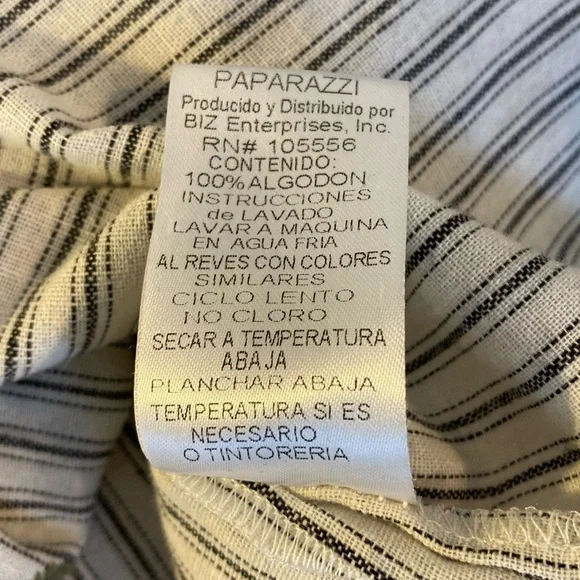 PAPARAZZI
Producido y Distribuido por
BIZ Enterprises, Inc.
RN# 105556
CONTENIDO:
100%ALGODON
INSTRUCCIONES
de LAVADO
LAVAR A MAQUINA
EN AGUA FRIA
AL REVES CON COLORES
SIMILARES
CICLO LENTO
NO CLORO
SECAR A TEMPERATURA
ABAJA
PLANCHAR ABAJA
TEMPERATURA SI ES
NECESARIO
O TINTORERIA